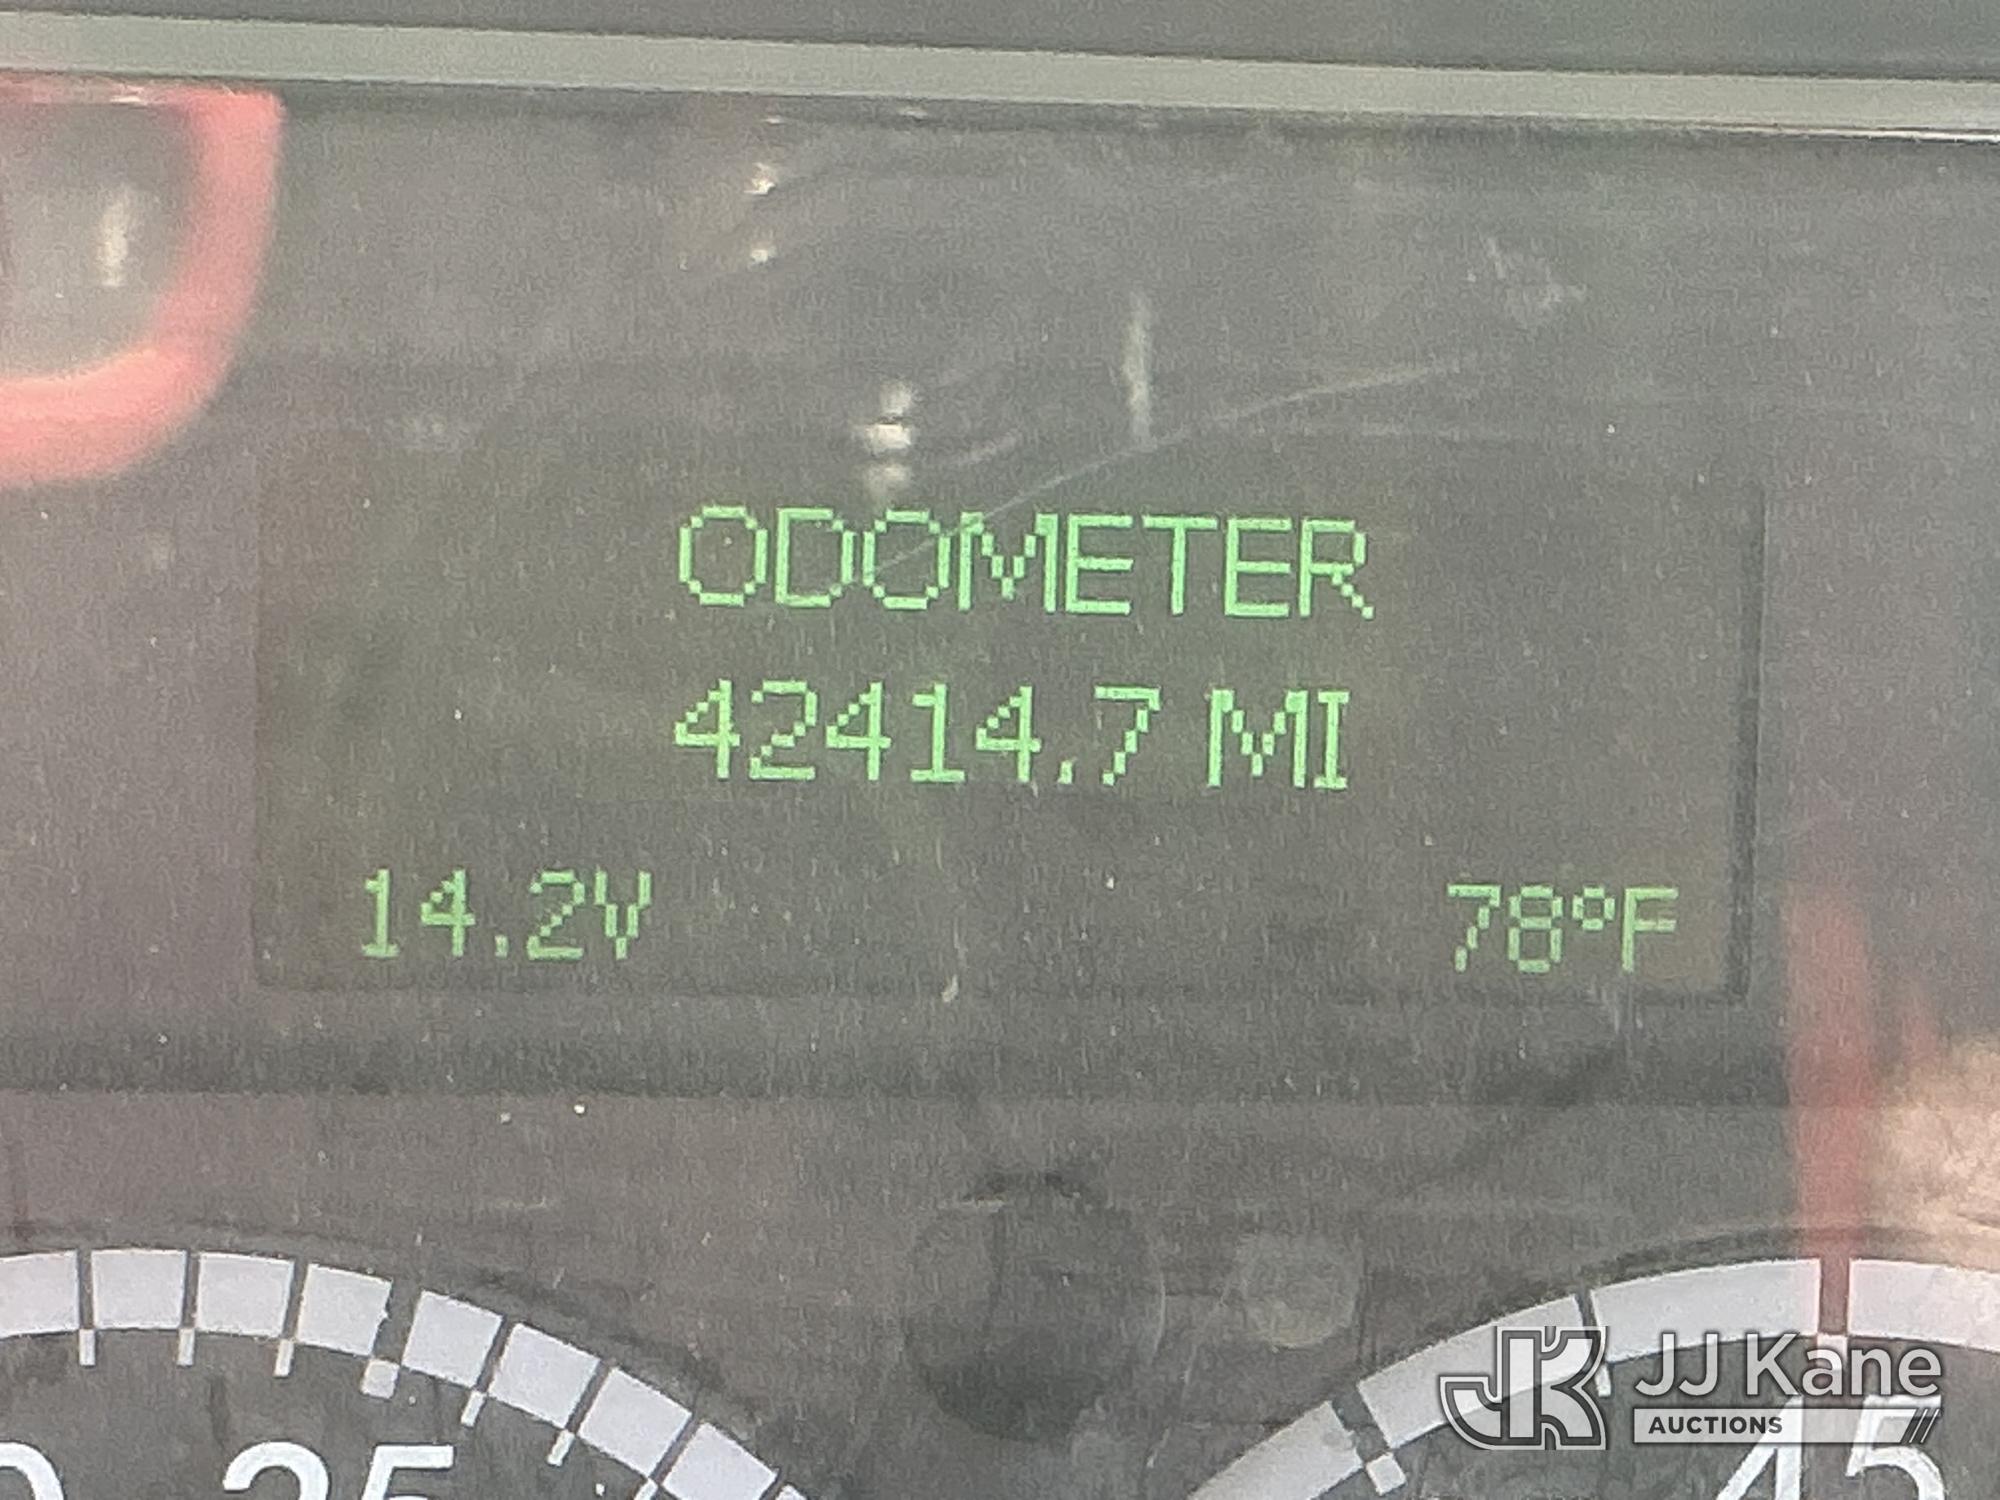 ODOMETER
42414.7 MI
14.2V 78°F
25
45
JJ Kane
AUCTIONS